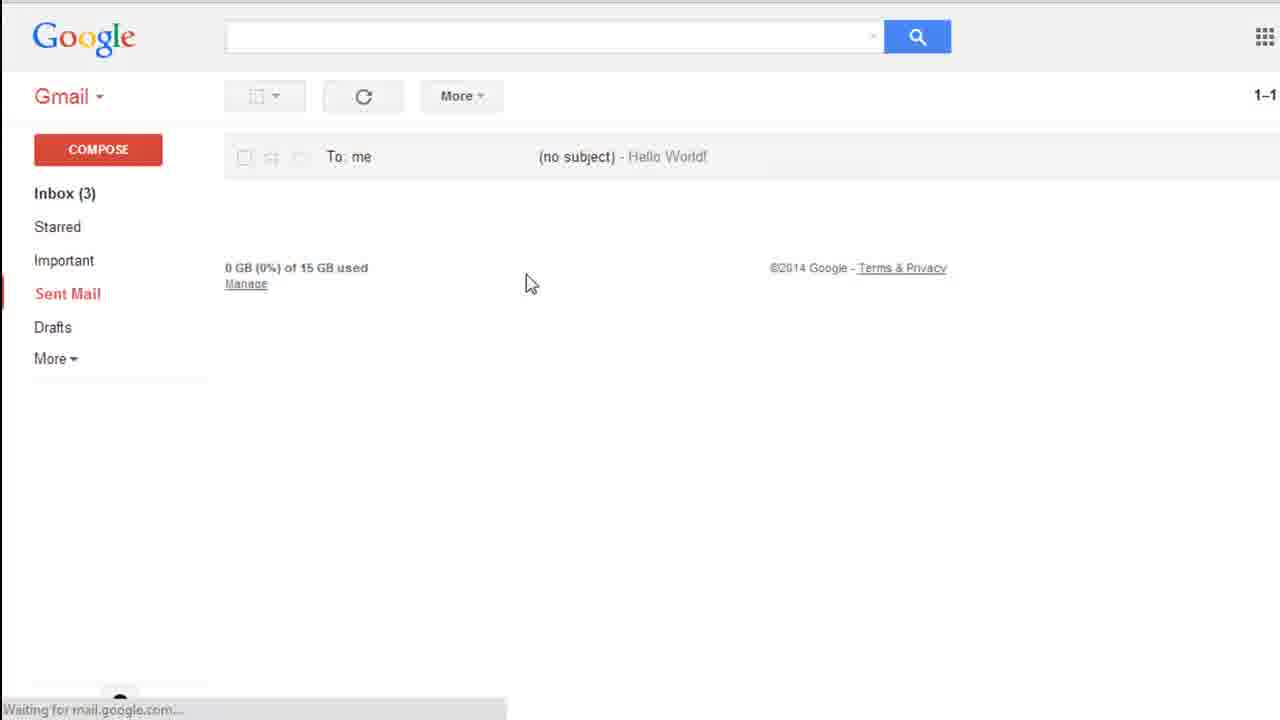 Google
Gmail
More
1–1
COMPOSE
To: me
(no subject) - Hello World!
Inbox (3)
Starred
Important
Sent Mail
Drafts
More
0 GB (0%) of 15 GB used
Manage
©2014 Google - Terms & Privacy
Waiting for mail.google.com...